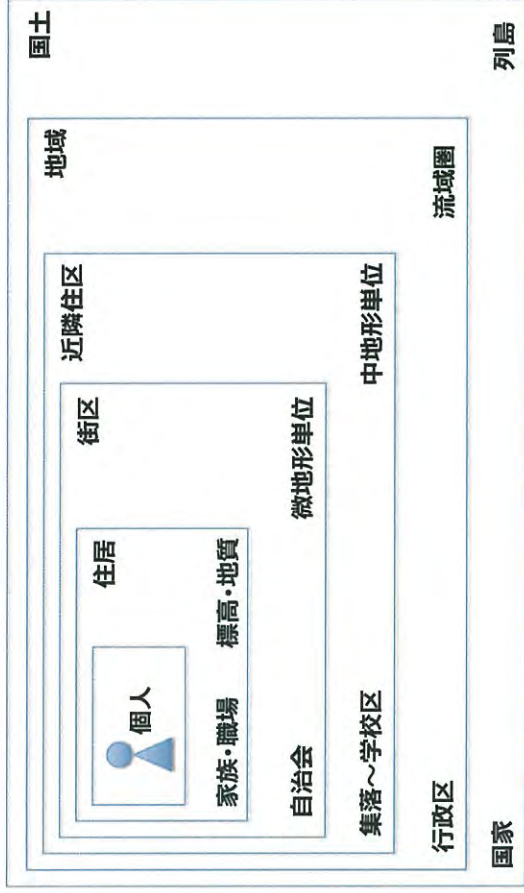 個人
住居
家族・職場 標高・地質
街区
自治会 微地形単位
近隣住区
集落～学校区 中地形単位
地域
行政区 流域圏
国土
国家 列島